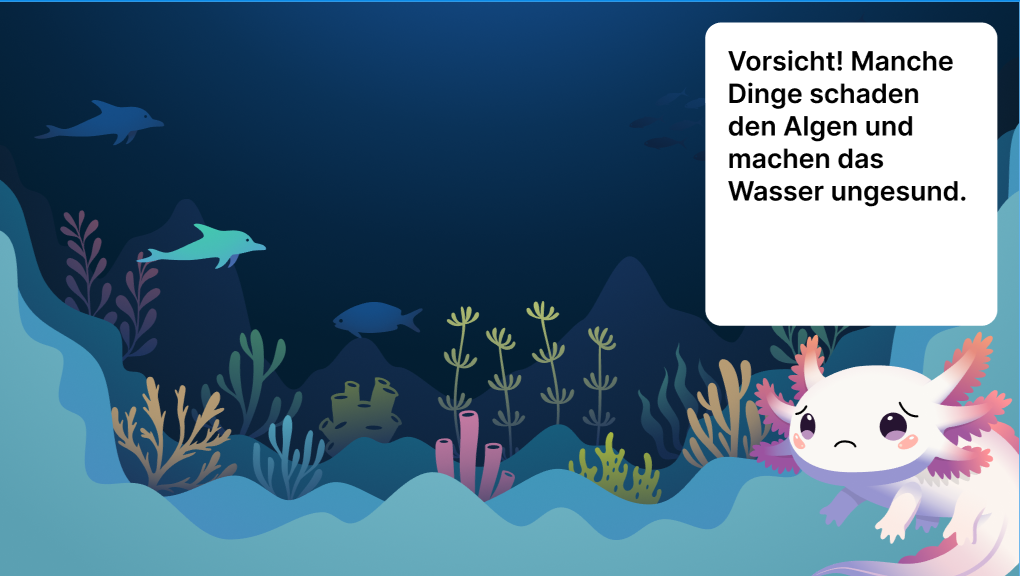 Vorsicht! Manche
Dinge schaden
den Algen und
machen das
Wasser ungesund.